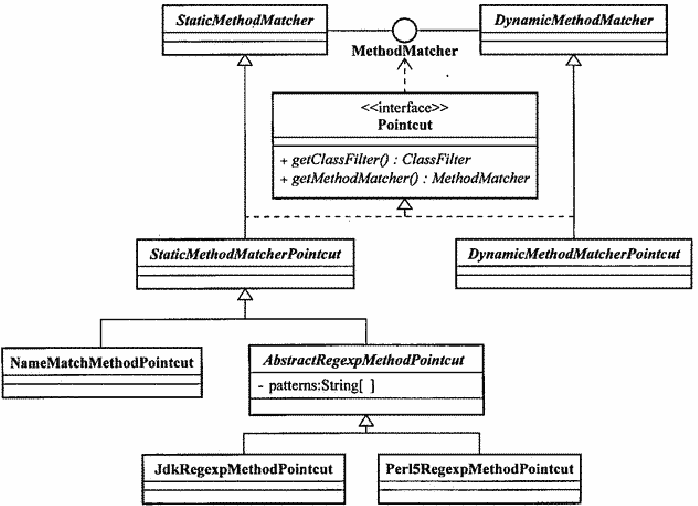 StaticMethodMatcher
DynamicMethodMatcher
MethodMatcher
<<interface>>
Pointcut
+ getClassFilter() : ClassFilter
+ getMethodMatcher() : MethodMatcher
StaticMethodMatcherPointcut
DynamicMethodMatcherPointcut
NameMatchMethodPointcut
AbstractRegexpMethodPointcut
- patterns:String[ ]
JdkRegexpMethodPointcut
Perl5RegexpMethodPointcut